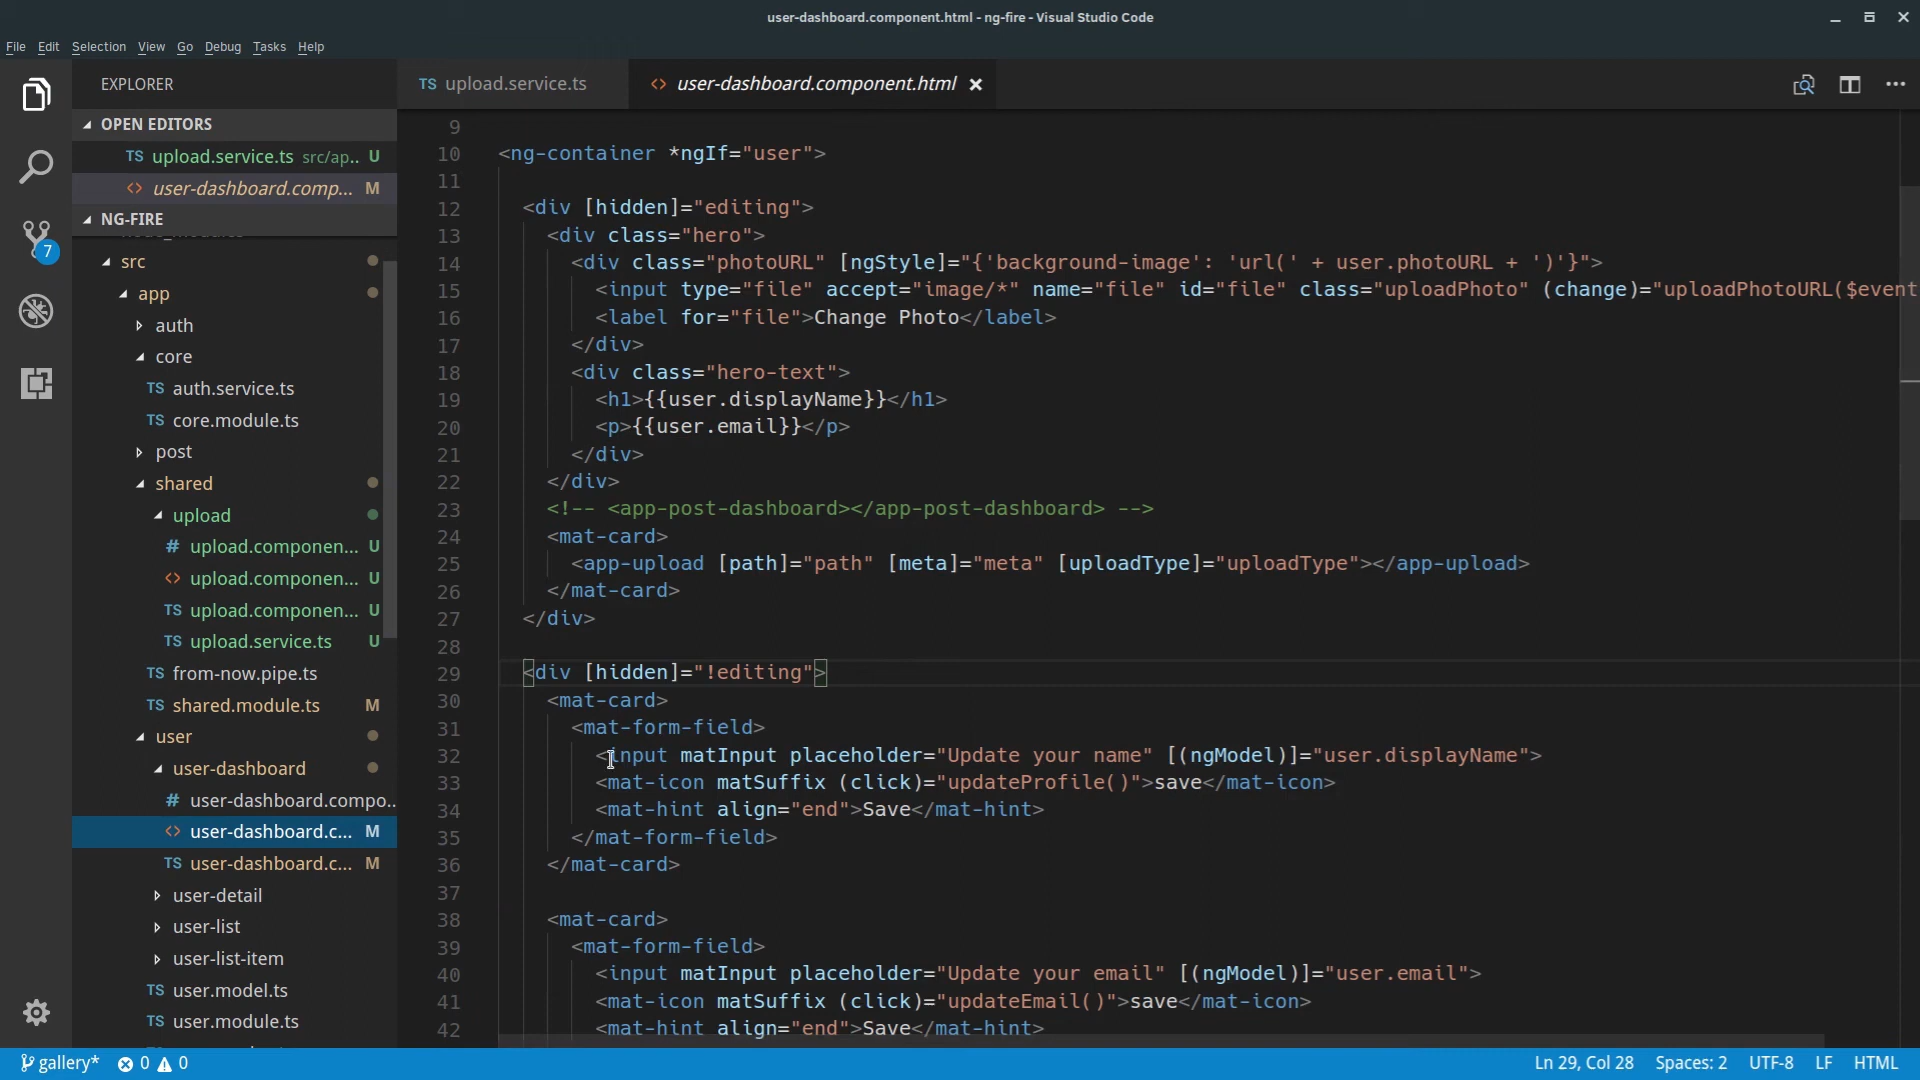 user-dashboard.component.html - ng-fire - Visual Studio Code
File Edit Selection View Go Debug Tasks Help
EXPLORER
OPEN EDITORS
TS upload.service.ts src/ap.. U
<> user-dashboard.comp... M
NG-FIRE
src
app
auth
core
TS auth.service.ts
TS core.module.ts
post
shared
upload
# upload.componen... U
<> upload.componen... U
TS upload.componen... U
TS upload.service.ts U
TS from-now.pipe.ts
TS shared.module.ts M
user
user-dashboard
# user-dashboard.compo..
<> user-dashboard.c... M
TS user-dashboard.c... M
user-detail
user-list
user-list-item
TS user.model.ts
TS user.module.ts
7
TS upload.service.ts
<> user-dashboard.component.html ×
9
10 <ng-container *ngIf="user">
11
12 <div [hidden]="editing">
13 <div class="hero">
14 <div class="photoURL" [ngStyle]="{'background-image': 'url(' + user.photoURL + ')'}">
15 <input type="file" accept="image/*" name="file" id="file" class="uploadPhoto" (change)="uploadPhotoURL($event
16 <label for="file">Change Photo</label>
17 </div>
18 <div class="hero-text">
19 <h1>{{user.displayName}}</h1>
20 <p>{{user.email}}</p>
21 </div>
22 </div>
23 <!-- <app-post-dashboard></app-post-dashboard> -->
24 <mat-card>
25 <app-upload [path]="path" [meta]="meta" [uploadType]="uploadType"></app-upload>
26 </mat-card>
27 </div>
28
29 <div [hidden]="!editing">
30 <mat-card>
31 <mat-form-field>
32 <input matInput placeholder="Update your name" [(ngModel)]="user.displayName">
33 <mat-icon matSuffix (click)="updateProfile()">save</mat-icon>
34 <mat-hint align="end">Save</mat-hint>
35 </mat-form-field>
36 </mat-card>
37
38 <mat-card>
39 <mat-form-field>
40 <input matInput placeholder="Update your email" [(ngModel)]="user.email">
41 <mat-icon matSuffix (click)="updateEmail()">save</mat-icon>
42 <mat-hint align="end">Save</mat-hint>
gallery* 0 0
Ln 29, Col 28 Spaces: 2 UTF-8 LF HTML